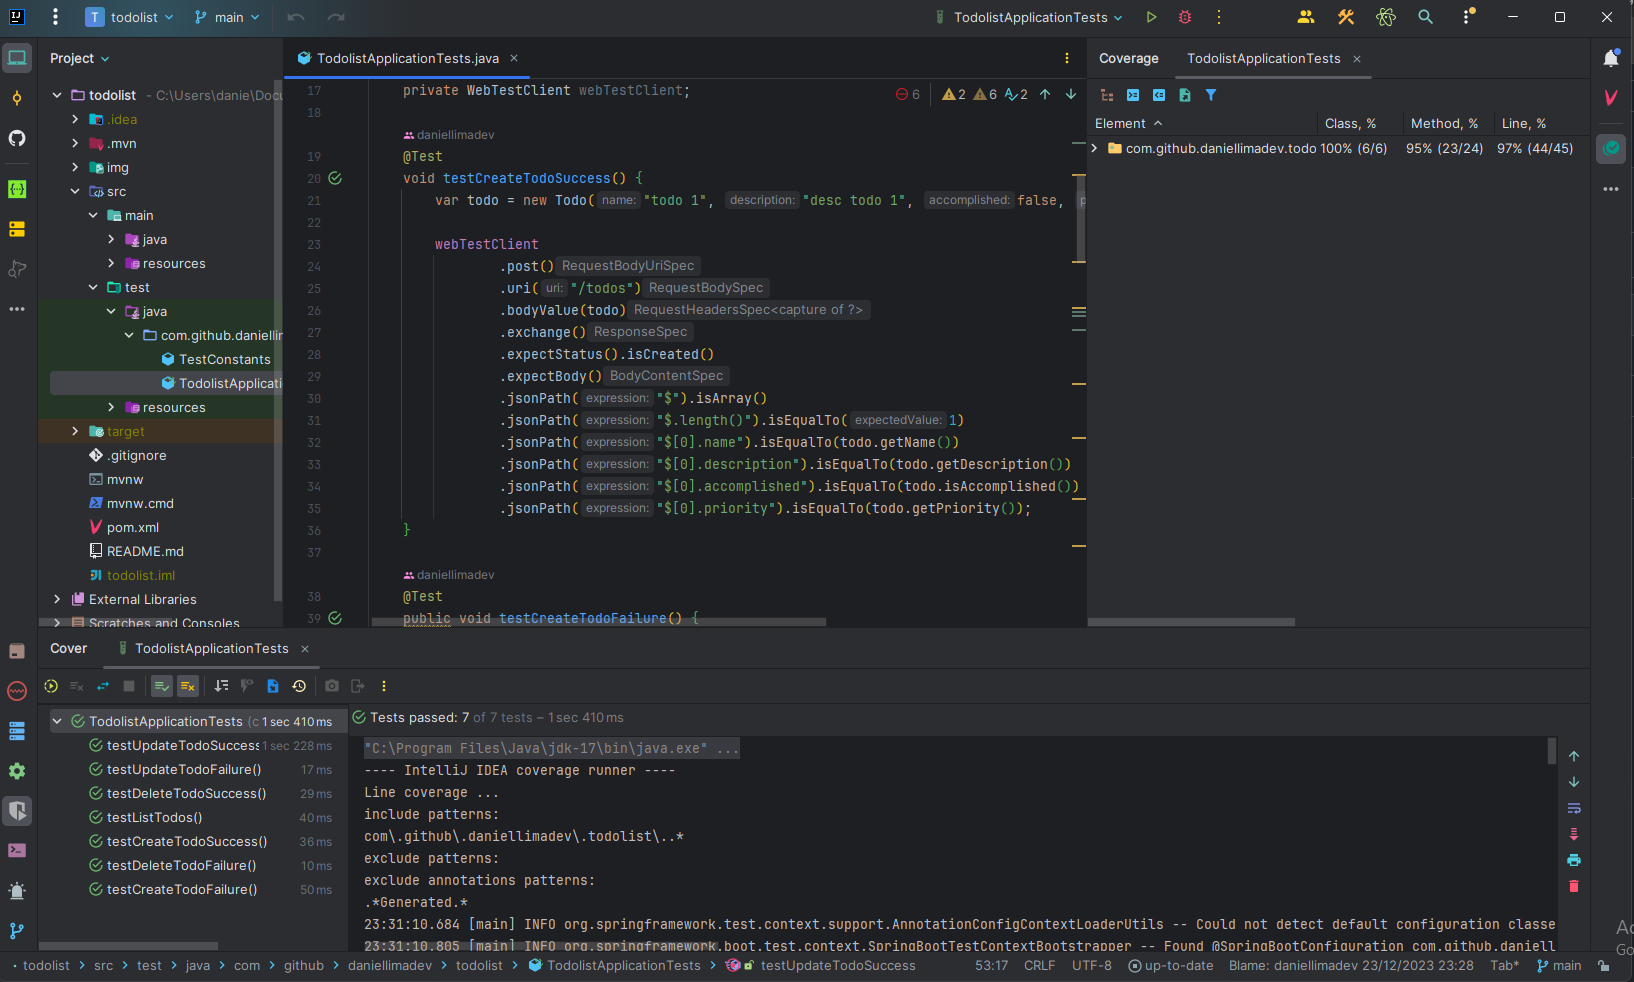 T todolist main TodolistApplicationTests
Project
todolist - C:\Users\danie\Docu
.idea
.mvn
img
src
main
java
resources
test
java
com.github.daniellim
TestConstants
TodolistApplicati
resources
target
.gitignore
mvnw
mvnw.cmd
pom.xml
README.md
todolist.iml
External Libraries
Scratches and Consoles
TodolistApplicationTests.java
6 2 6 2
17 private WebTestClient webTestClient;
18
daniellimadev
19 @Test
20 void testCreateTodoSuccess() {
21 var todo = new Todo( name: "todo 1", description: "desc todo 1", accomplished: false, p
22
23 webTestClient
24 .post() RequestBodyUriSpec
25 .uri( uri: "/todos") RequestBodySpec
26 .bodyValue(todo) RequestHeadersSpec<capture of ?>
27 .exchange() ResponseSpec
28 .expectStatus().isCreated()
29 .expectBody() BodyContentSpec
30 .jsonPath( expression: "$").isArray()
31 .jsonPath( expression: "$.length()").isEqualTo( expectedValue: 1)
32 .jsonPath( expression: "$[0].name").isEqualTo(todo.getName())
33 .jsonPath( expression: "$[0].description").isEqualTo(todo.getDescription())
34 .jsonPath( expression: "$[0].accomplished").isEqualTo(todo.isAccomplished())
35 .jsonPath( expression: "$[0].priority").isEqualTo(todo.getPriority());
36 }
37
daniellimadev
38 @Test
39 public void testCreateTodoFailure() {
Coverage TodolistApplicationTests
Element Class, % Method, % Line, %
com.github.daniellimadev.todo 100% (6/6) 95% (23/24) 97% (44/45)
Cover TodolistApplicationTests
TodolistApplicationTests (c 1 sec 410 ms
testUpdateTodoSuccess 1 sec 228 ms
testUpdateTodoFailure() 17 ms
testDeleteTodoSuccess() 29 ms
testListTodos() 40 ms
testCreateTodoSuccess() 36 ms
testDeleteTodoFailure() 10 ms
testCreateTodoFailure() 50 ms
Tests passed: 7 of 7 tests – 1 sec 410 ms
"C:\Program Files\Java\jdk-17\bin\java.exe" ...
---- IntelliJ IDEA coverage runner ----
Line coverage ...
include patterns:
com\.github\.daniellimadev\.todolist\..*
exclude patterns:
exclude annotations patterns:
.*Generated.*
23:31:10.684 [main] INFO org.springframework.test.context.support.AnnotationConfigContextLoaderUtils -- Could not detect default configuration classe
23:31:10.805 [main] INFO org.springframework.boot.test.context.SpringBootTestContextBootstrapper -- Found @SpringBootConfiguration com.github.daniell
Ac
Go
todolist > src > test > java > com > github > daniellimadev > todolist > TodolistApplicationTests > testUpdateTodoSuccess 53:17 CRLF UTF-8 up-to-date Blame: daniellimadev 23/12/2023 23:28 Tab* main